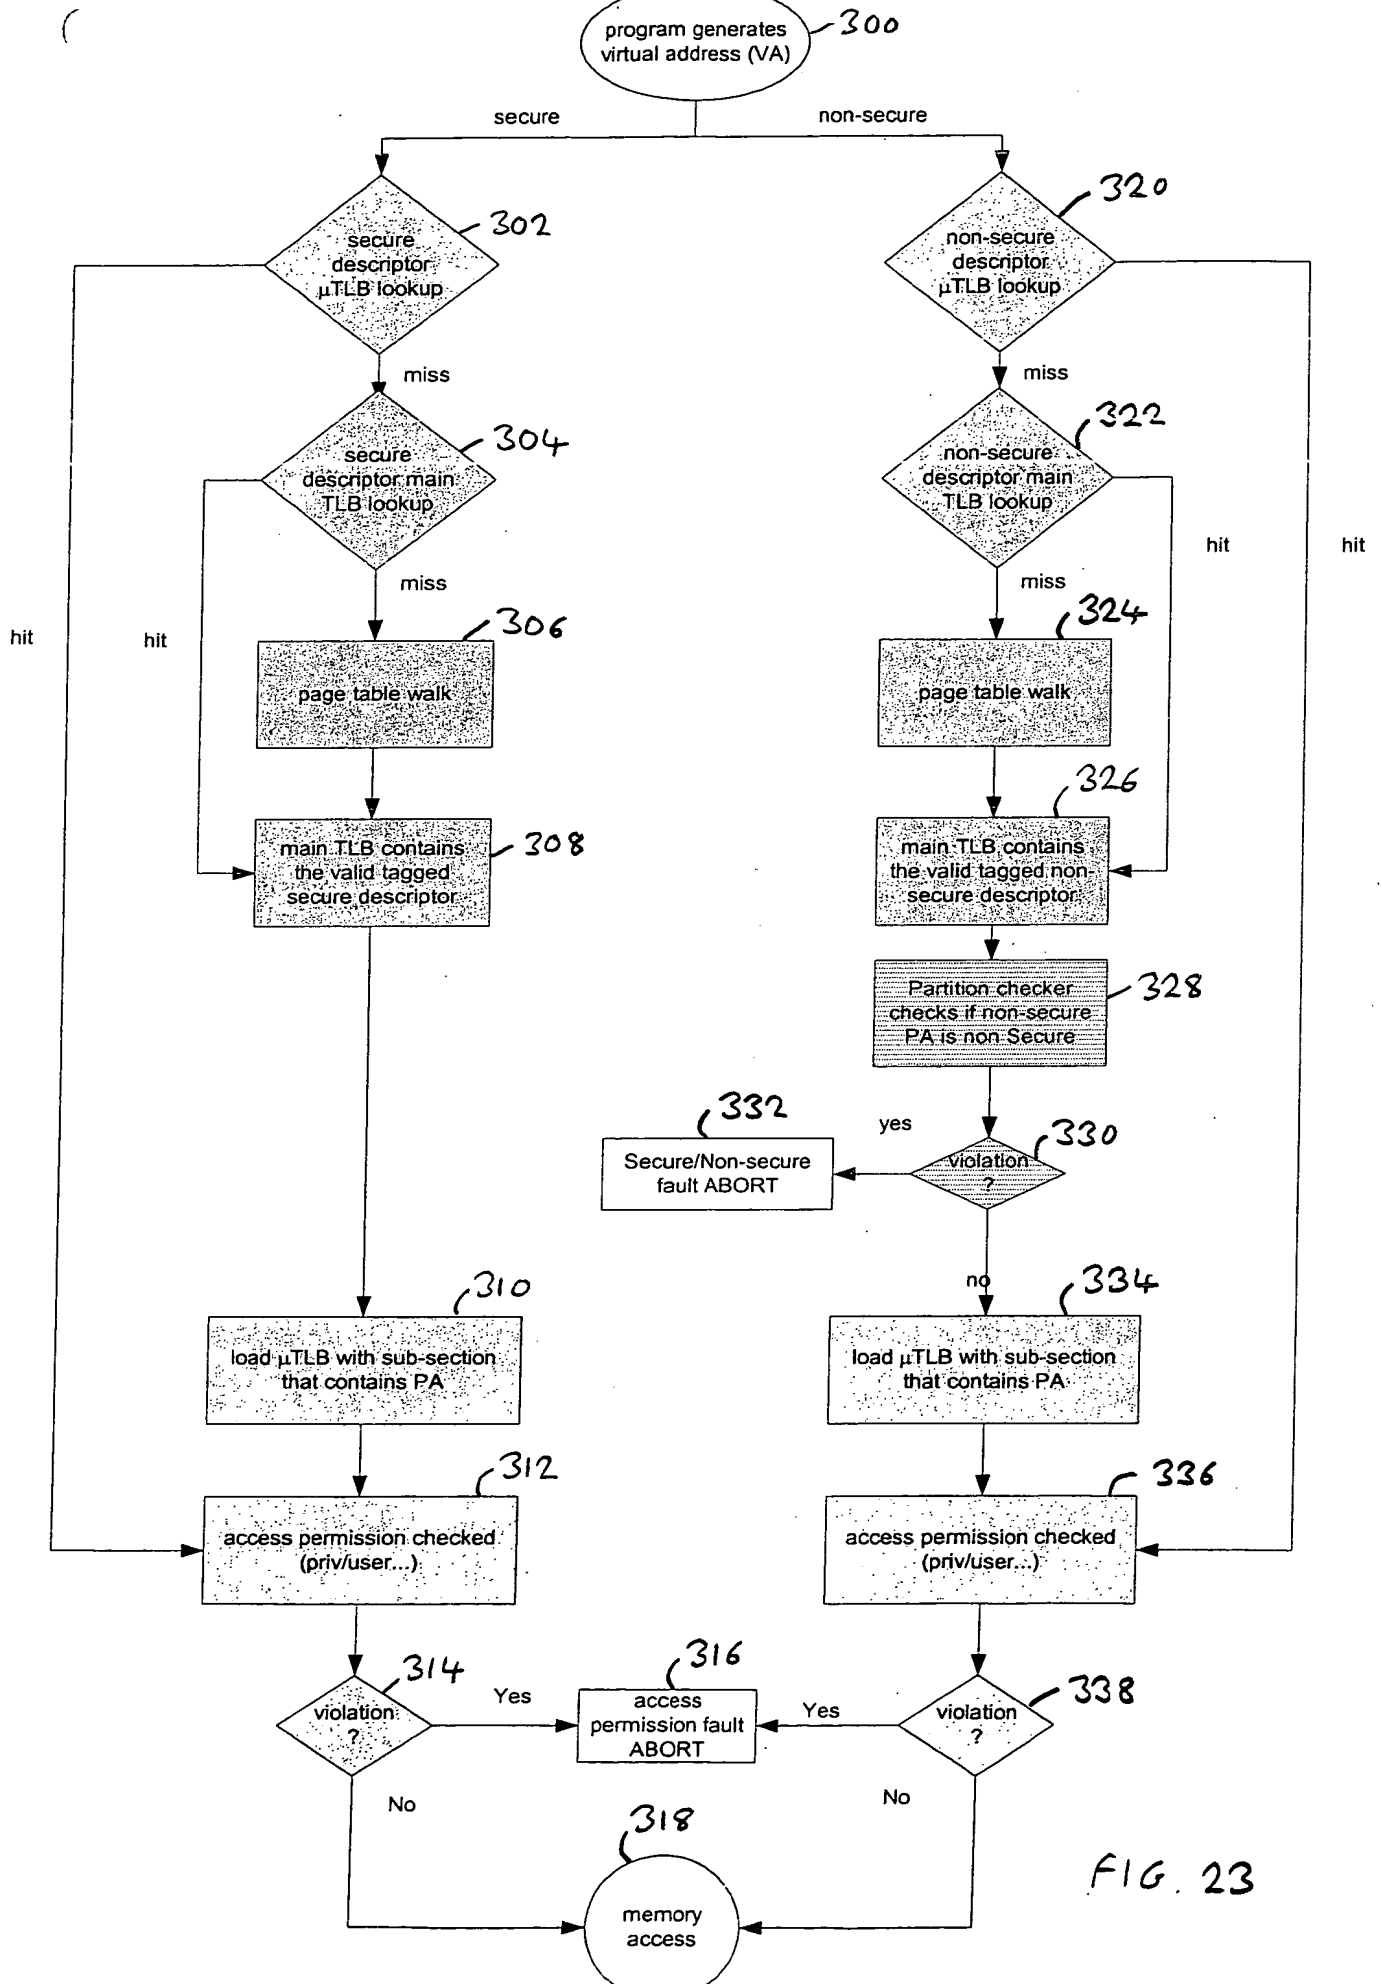 program generates
virtual address (VA)
300
secure
non-secure
secure
descriptor
μTLB lookup
302
non-secure
descriptor
μTLB lookup
320
miss
miss
secure
descriptor main
TLB lookup
304
non-secure
descriptor main
TLB lookup
322
hit
hit
miss
miss
hit
hit
306
page table walk
324
page table walk
main TLB contains
the valid tagged
secure descriptor
308
326
main TLB contains
the valid tagged non-
secure descriptor
Partition checker
checks if non-secure
PA is non Secure
328
332
Secure/Non-secure
fault ABORT
yes
330
violation
?
no
310
load μTLB with sub-section
that contains PA
334
load μTLB with sub-section
that contains PA
312
access permission checked
(priv/user...)
336
access permission checked
(priv/user...)
314
violation
?
Yes
316
access
permission fault
ABORT
Yes
338
violation
?
No
No
318
memory
access
FIG. 23